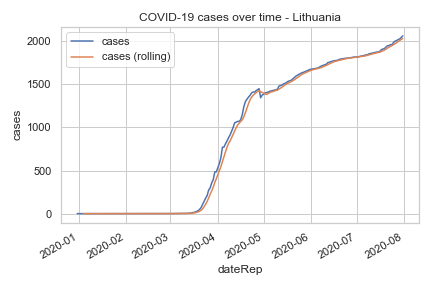 COVID-19 cases over time - Lithuania
cases
cases (rolling)
2000
1500
1000
500
0
cases
2020-01
2020-02
2020-03
2020-04
2020-05
2020-06
2020-07
2020-08
dateRep